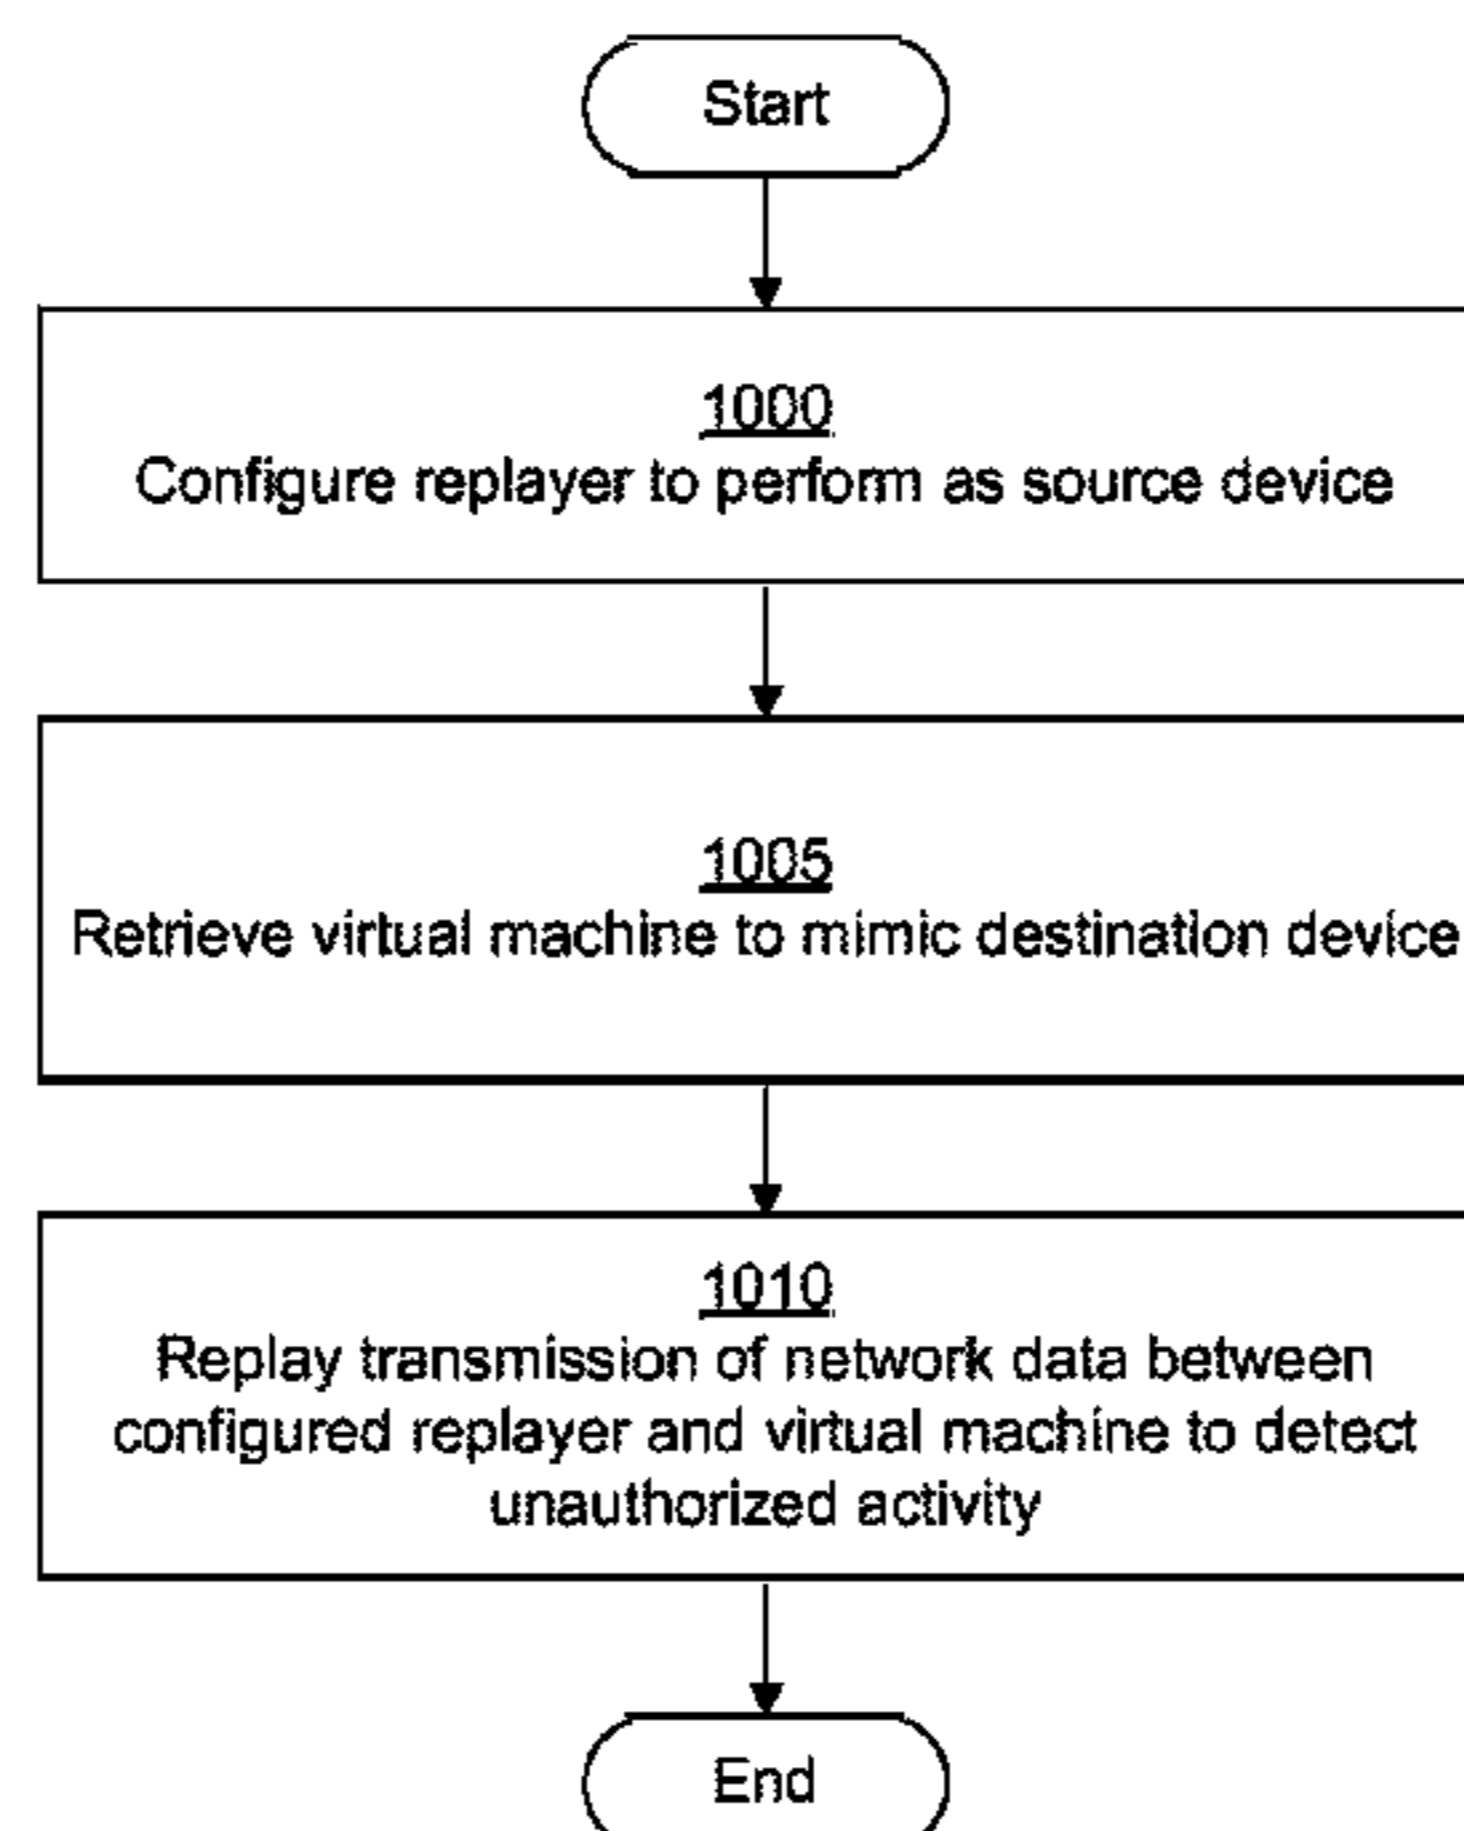 Start
1000
Configure replayer to perform as source device
1005
Retrieve virtual machine to mimic destination device
1010
Replay transmission of network data between
configured replayer and virtual machine to detect
unauthorized activity
End